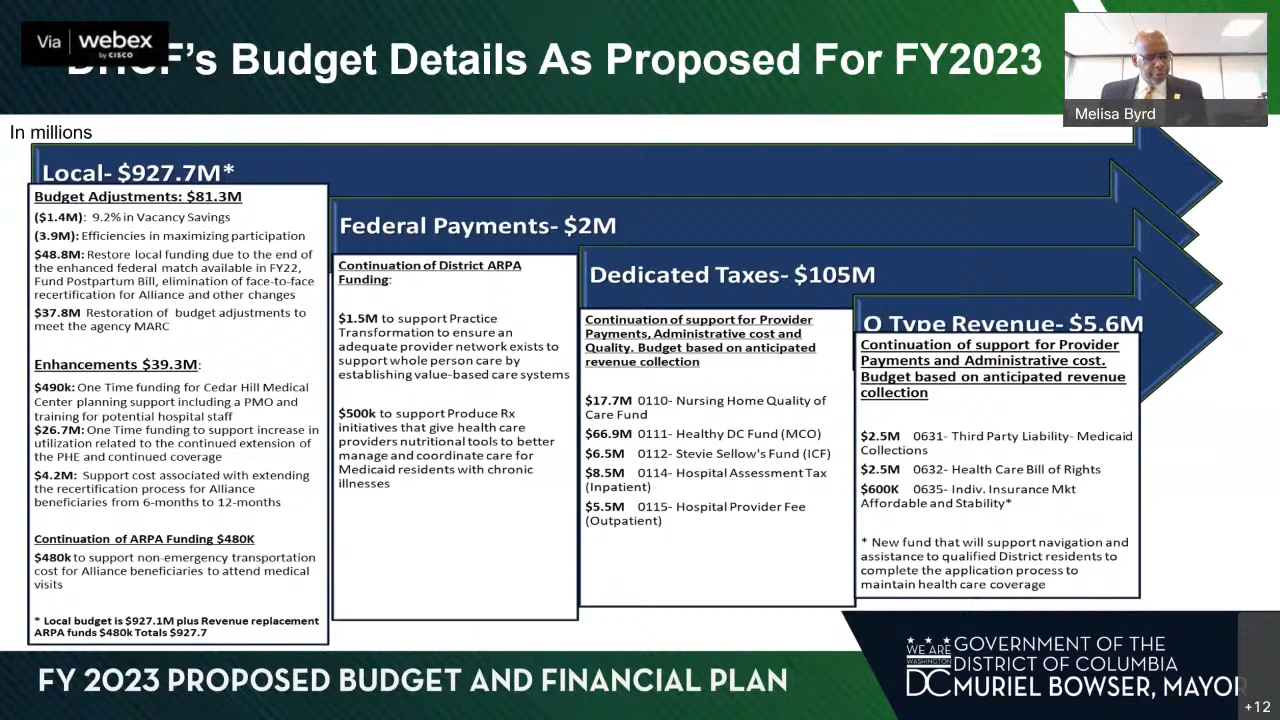 Via webex
by CISCO
DHCF's Budget Details As Proposed For FY2023
Melisa Byrd
In millions
Local- $927.7M*
Budget Adjustments: $81.3M
($1.4M): 9.2% in Vacancy Savings
(3.9M): Efficiencies in maximizing participation
$48.8M: Restore local funding due to the end of
the enhanced federal match available in FY22,
Fund Postpartum Bill, elimination of face-to-face
recertification for Alliance and other changes
$37.8M Restoration of budget adjustments to
meet the agency MARC
Enhancements $39.3M:
$490k: One Time funding for Cedar Hill Medical
Center planning support including a PMO and
training for potential hospital staff
$26.7M: One Time funding to support increase in
utilization related to the continued extension of
the PHE and continued coverage
$4.2M: Support cost associated with extending
the recertification process for Alliance
beneficiaries from 6-months to 12-months
Continuation of ARPA Funding $480K
$480k to support non-emergency transportation
cost for Alliance beneficiaries to attend medical
visits
* Local budget is $927.1M plus Revenue replacement
ARPA funds $480k Totals $927.7
Federal Payments- $2M
Continuation of District ARPA
Funding:
$1.5M to support Practice
Transformation to ensure an
adequate provider network exists to
support whole person care by
establishing value-based care systems
$500k to support Produce Rx
initiatives that give health care
providers nutritional tools to better
manage and coordinate care for
Medicaid residents with chronic
illnesses
Dedicated Taxes- $105M
Continuation of support for Provider
Payments, Administrative cost and
Quality. Budget based on anticipated
revenue collection
$17.7M 0110- Nursing Home Quality of
Care Fund
$66.9M 0111- Healthy DC Fund (MCO)
$6.5M 0112- Stevie Sellow's Fund (ICF)
$8.5M 0114- Hospital Assessment Tax
(Inpatient)
$5.5M 0115- Hospital Provider Fee
(Outpatient)
O Type Revenue- $5.6M
Continuation of support for Provider
Payments and Administrative cost.
Budget based on anticipated revenue
collection
$2.5M 0631- Third Party Liability- Medicaid
Collections
$2.5M 0632- Health Care Bill of Rights
$600K 0635- Indiv. Insurance Mkt
Affordable and Stability*
* New fund that will support navigation and
assistance to qualified District residents to
complete the application process to
maintain health care coverage
FY 2023 PROPOSED BUDGET AND FINANCIAL PLAN
WE ARE
WASHINGTON
DC
GOVERNMENT OF THE
DISTRICT OF COLUMBIA
MURIEL BOWSER, MAYOR
+12